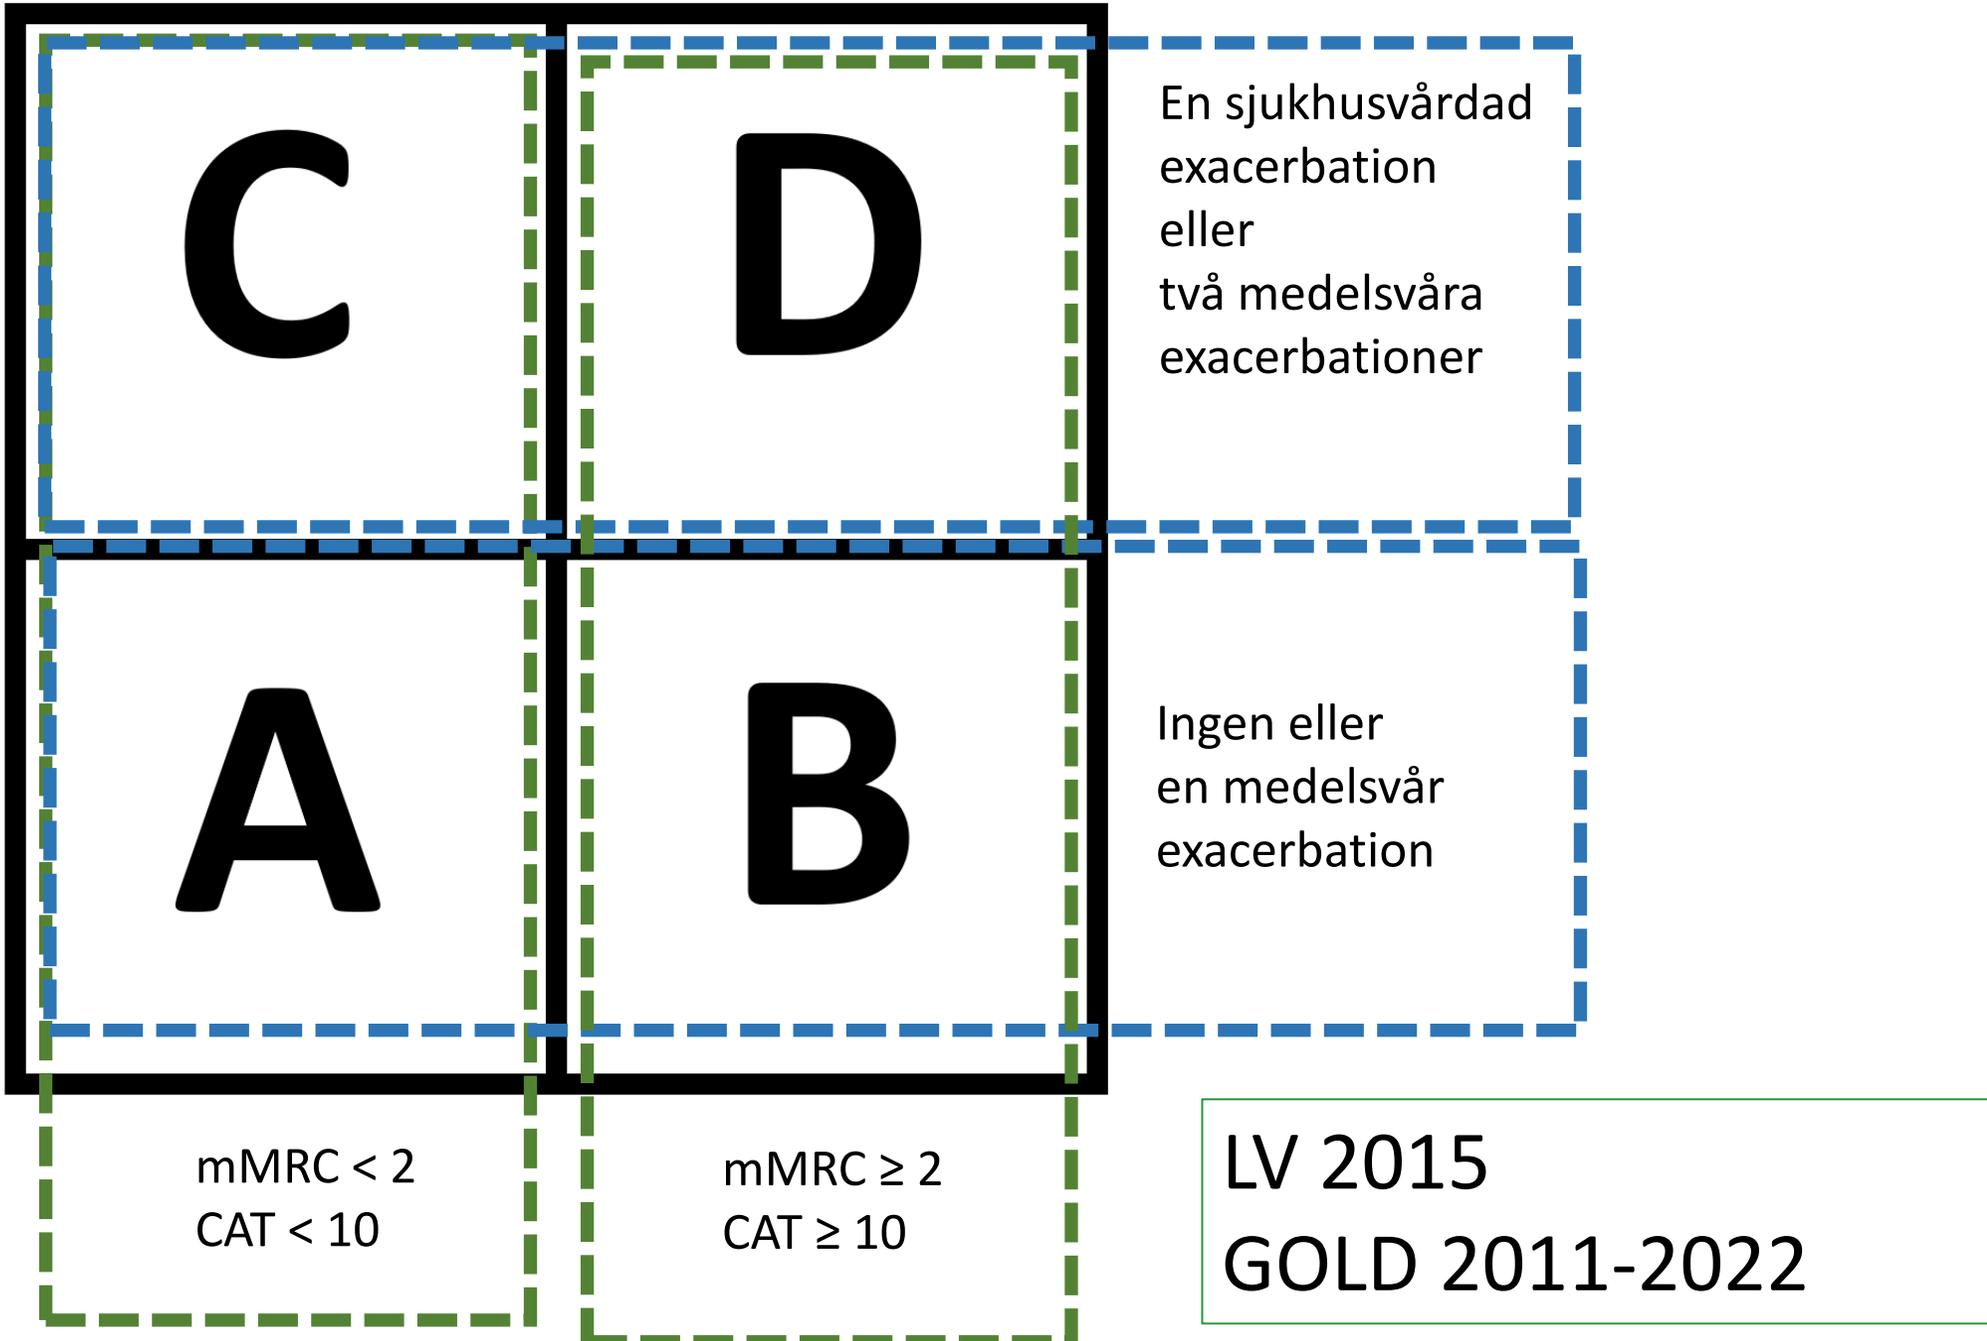 C
D
En sjukhusvårdad
exacerbation
eller
två medelsvåra
exacerbationer
A
B
Ingen eller
en medelsvår
exacerbation
mMRC < 2
CAT < 10
mMRC ≥ 2
CAT ≥ 10
LV 2015
GOLD 2011-2022